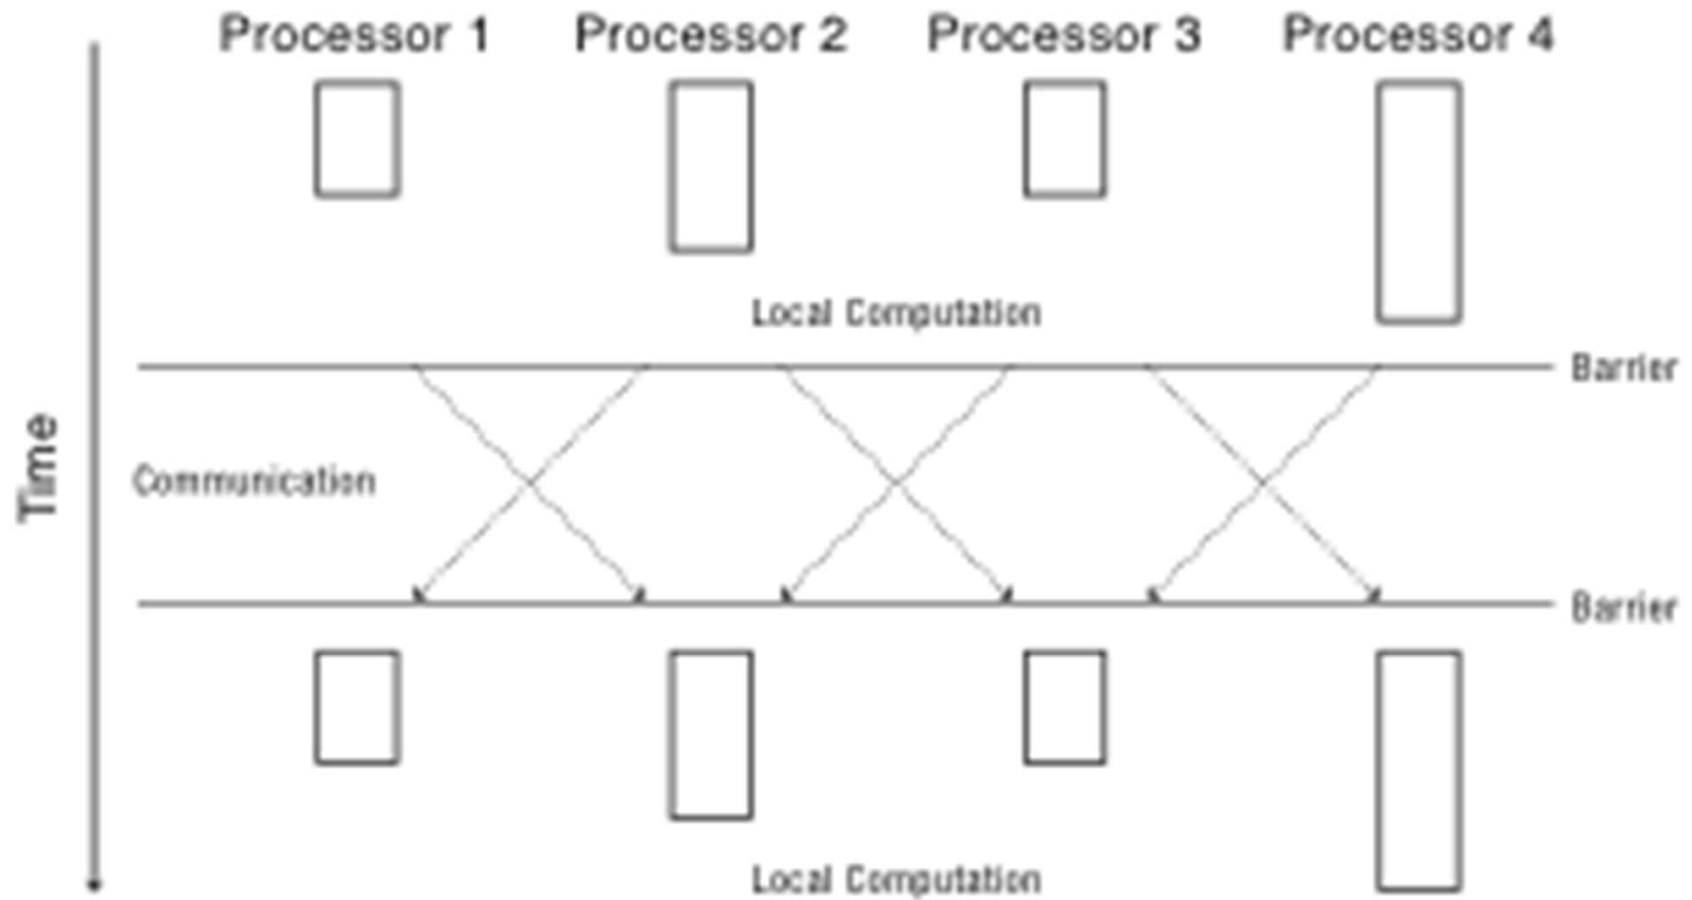 Processor 1
Processor 2
Processor 3
Processor 4
Local Computation
Barrier
Time
Communication
Barrier
Local Computation